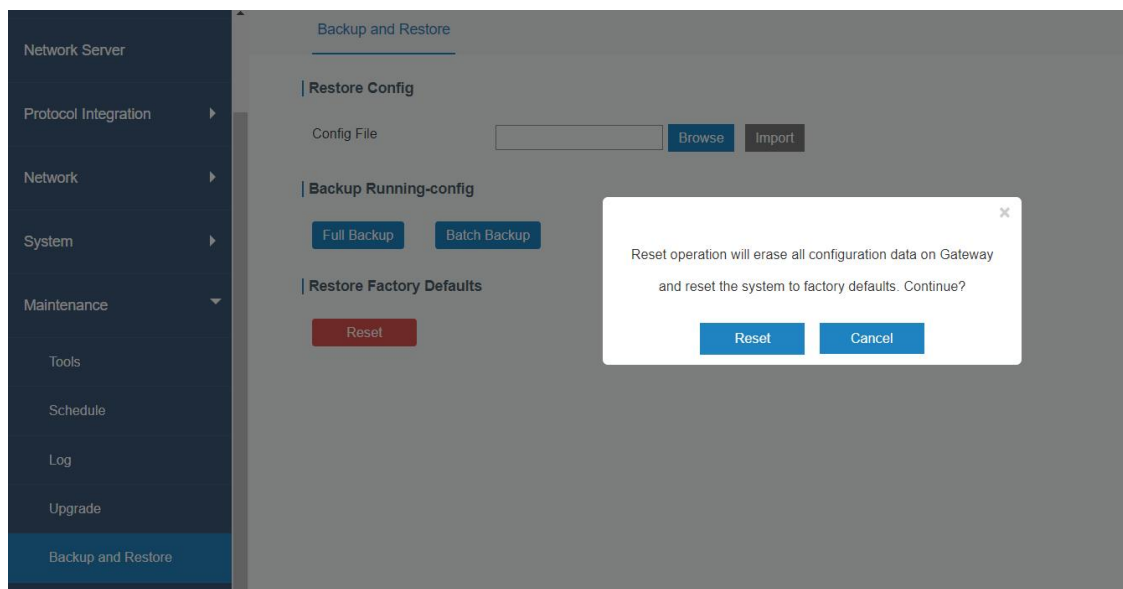 Network Server
Protocol Integration
Network
System
Maintenance
Tools
Schedule
Log
Upgrade
Backup and Restore
Backup and Restore
Restore Config
Config File
Browse
Import
Backup Running-config
Full Backup
Batch Backup
Restore Factory Defaults
Reset
Reset operation will erase all configuration data on Gateway
and reset the system to factory defaults. Continue?
Reset
Cancel